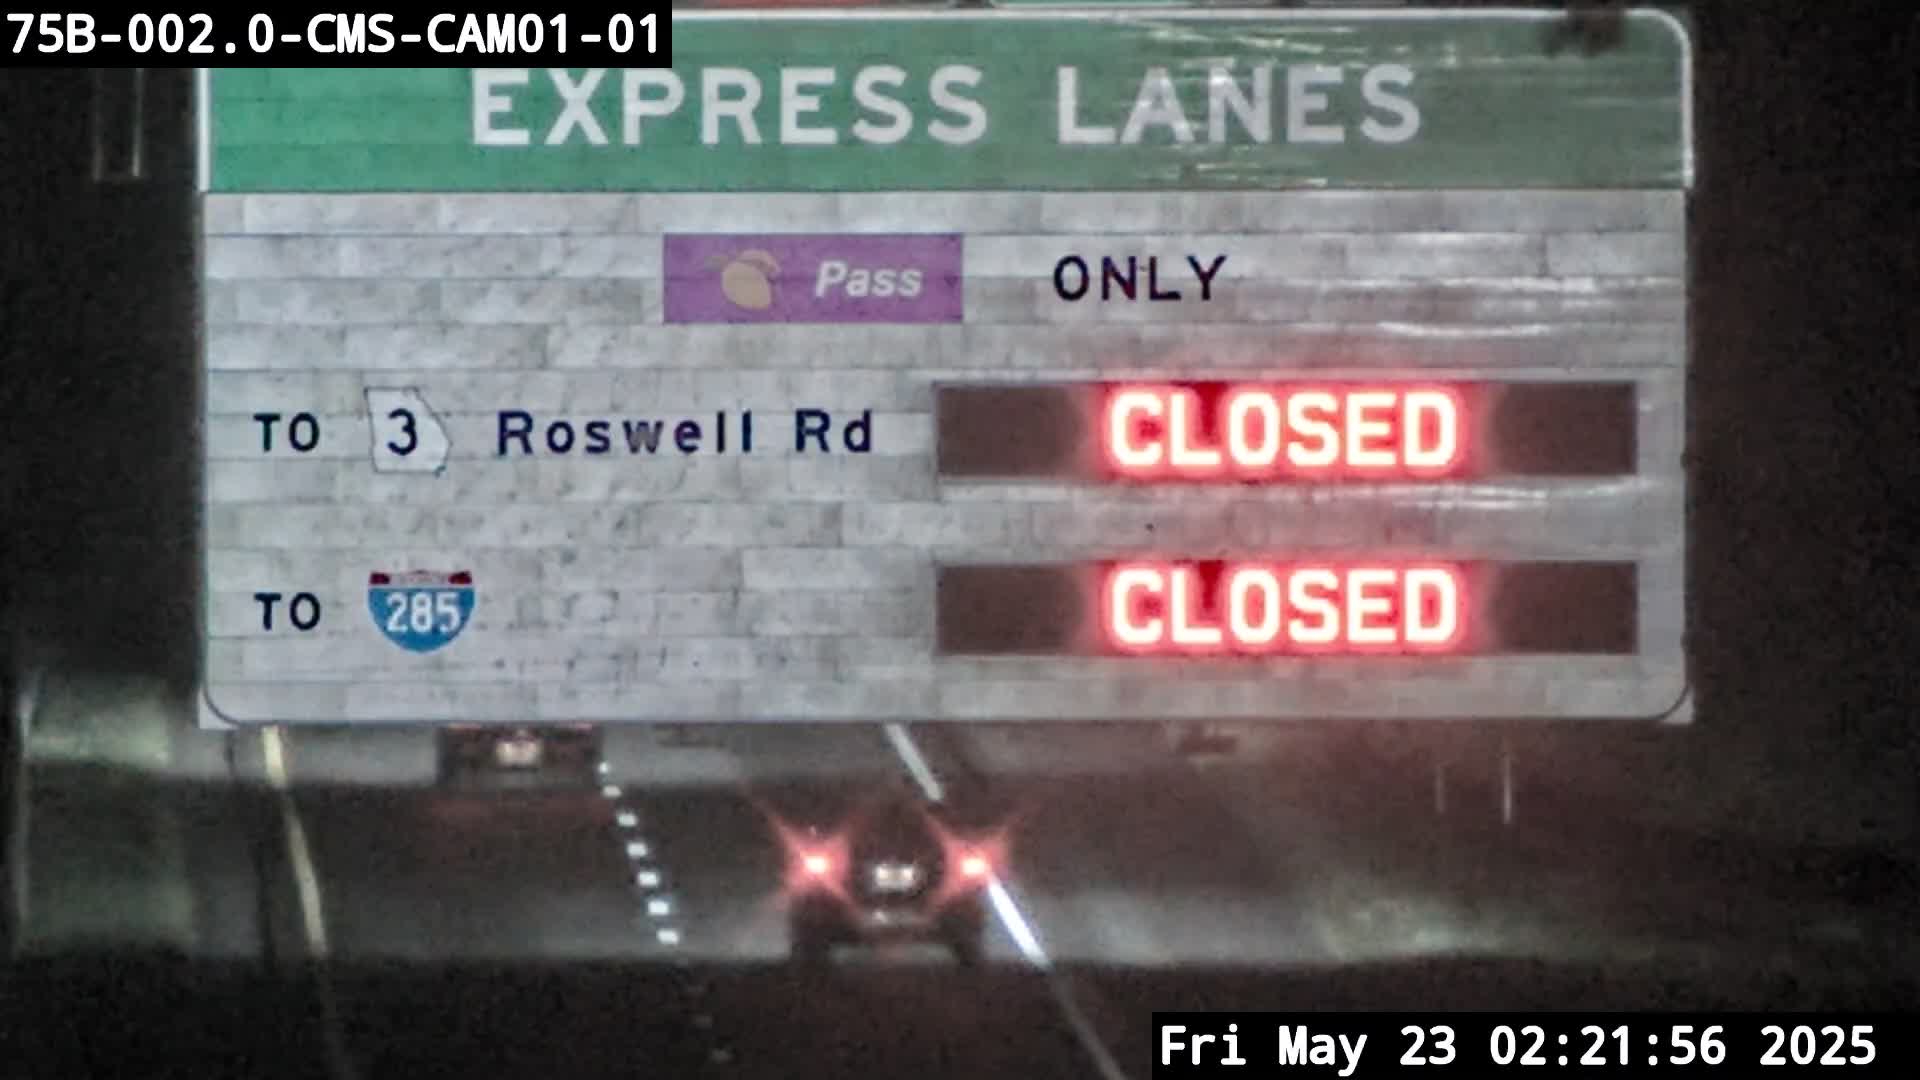 75B-002.0-CMS-CAM01-01
EXPRESS LANES
Pass ONLY
TO 3 Roswell Rd CLOSED
TO 285 CLOSED
Fri May 23 02:21:56 2025